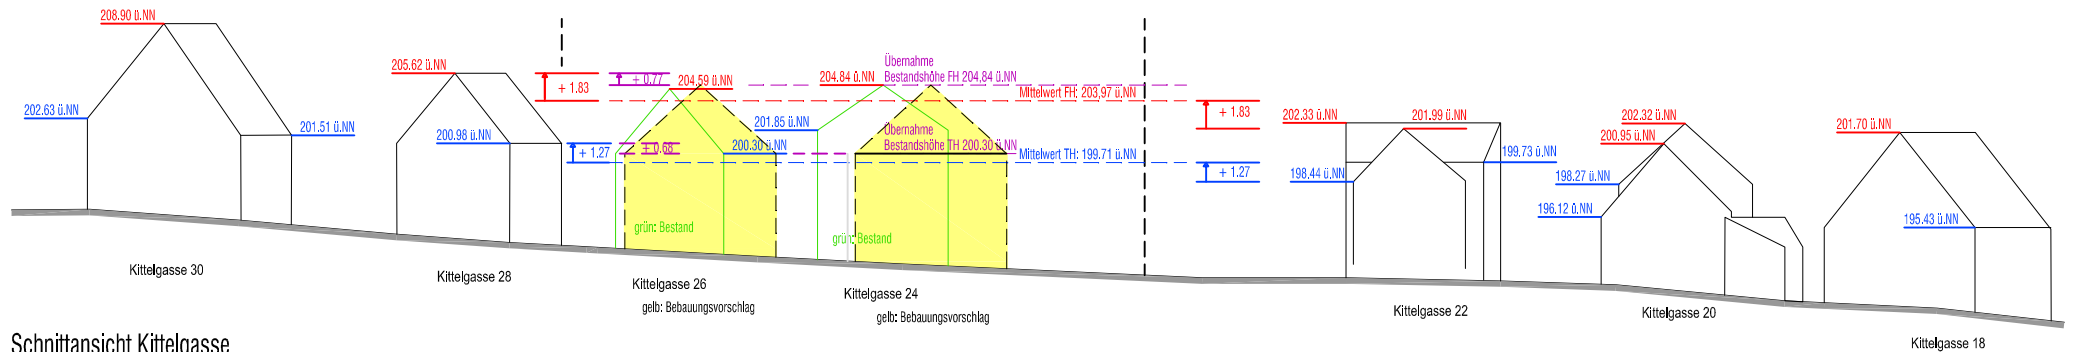 208.90 ü.NN
202.63 ü.NN
201.51 ü.NN
Kittelgasse 30
205.62 ü.NN
200.98 ü.NN
Kittelgasse 28
+ 1.83
+ 1.27
+ 0.77
+ 0.68
204.59 ü.NN
200.30 ü.NN
grün: Bestand
Kittelgasse 26
gelb: Bebauungsvorschlag
204.84 ü.NN
201.85 ü.NN
Übernahme
Bestandshöhe FH 204,84 ü.NN
Mittelwert FH: 203,97 ü.NN
Übernahme
Bestandshöhe TH 200.30 ü.NN
Mittelwert TH: 199.71 ü.NN
grün: Bestand
Kittelgasse 24
gelb: Bebauungsvorschlag
+ 1.83
+ 1.27
202.33 ü.NN
201.99 ü.NN
199.73 ü.NN
198.44 ü.NN
Kittelgasse 22
202.32 ü.NN
200.95 ü.NN
198.27 ü.NN
196.12 ü.NN
Kittelgasse 20
201.70 ü.NN
195.43 ü.NN
Kittelgasse 18
Schnittansicht Kittelgasse